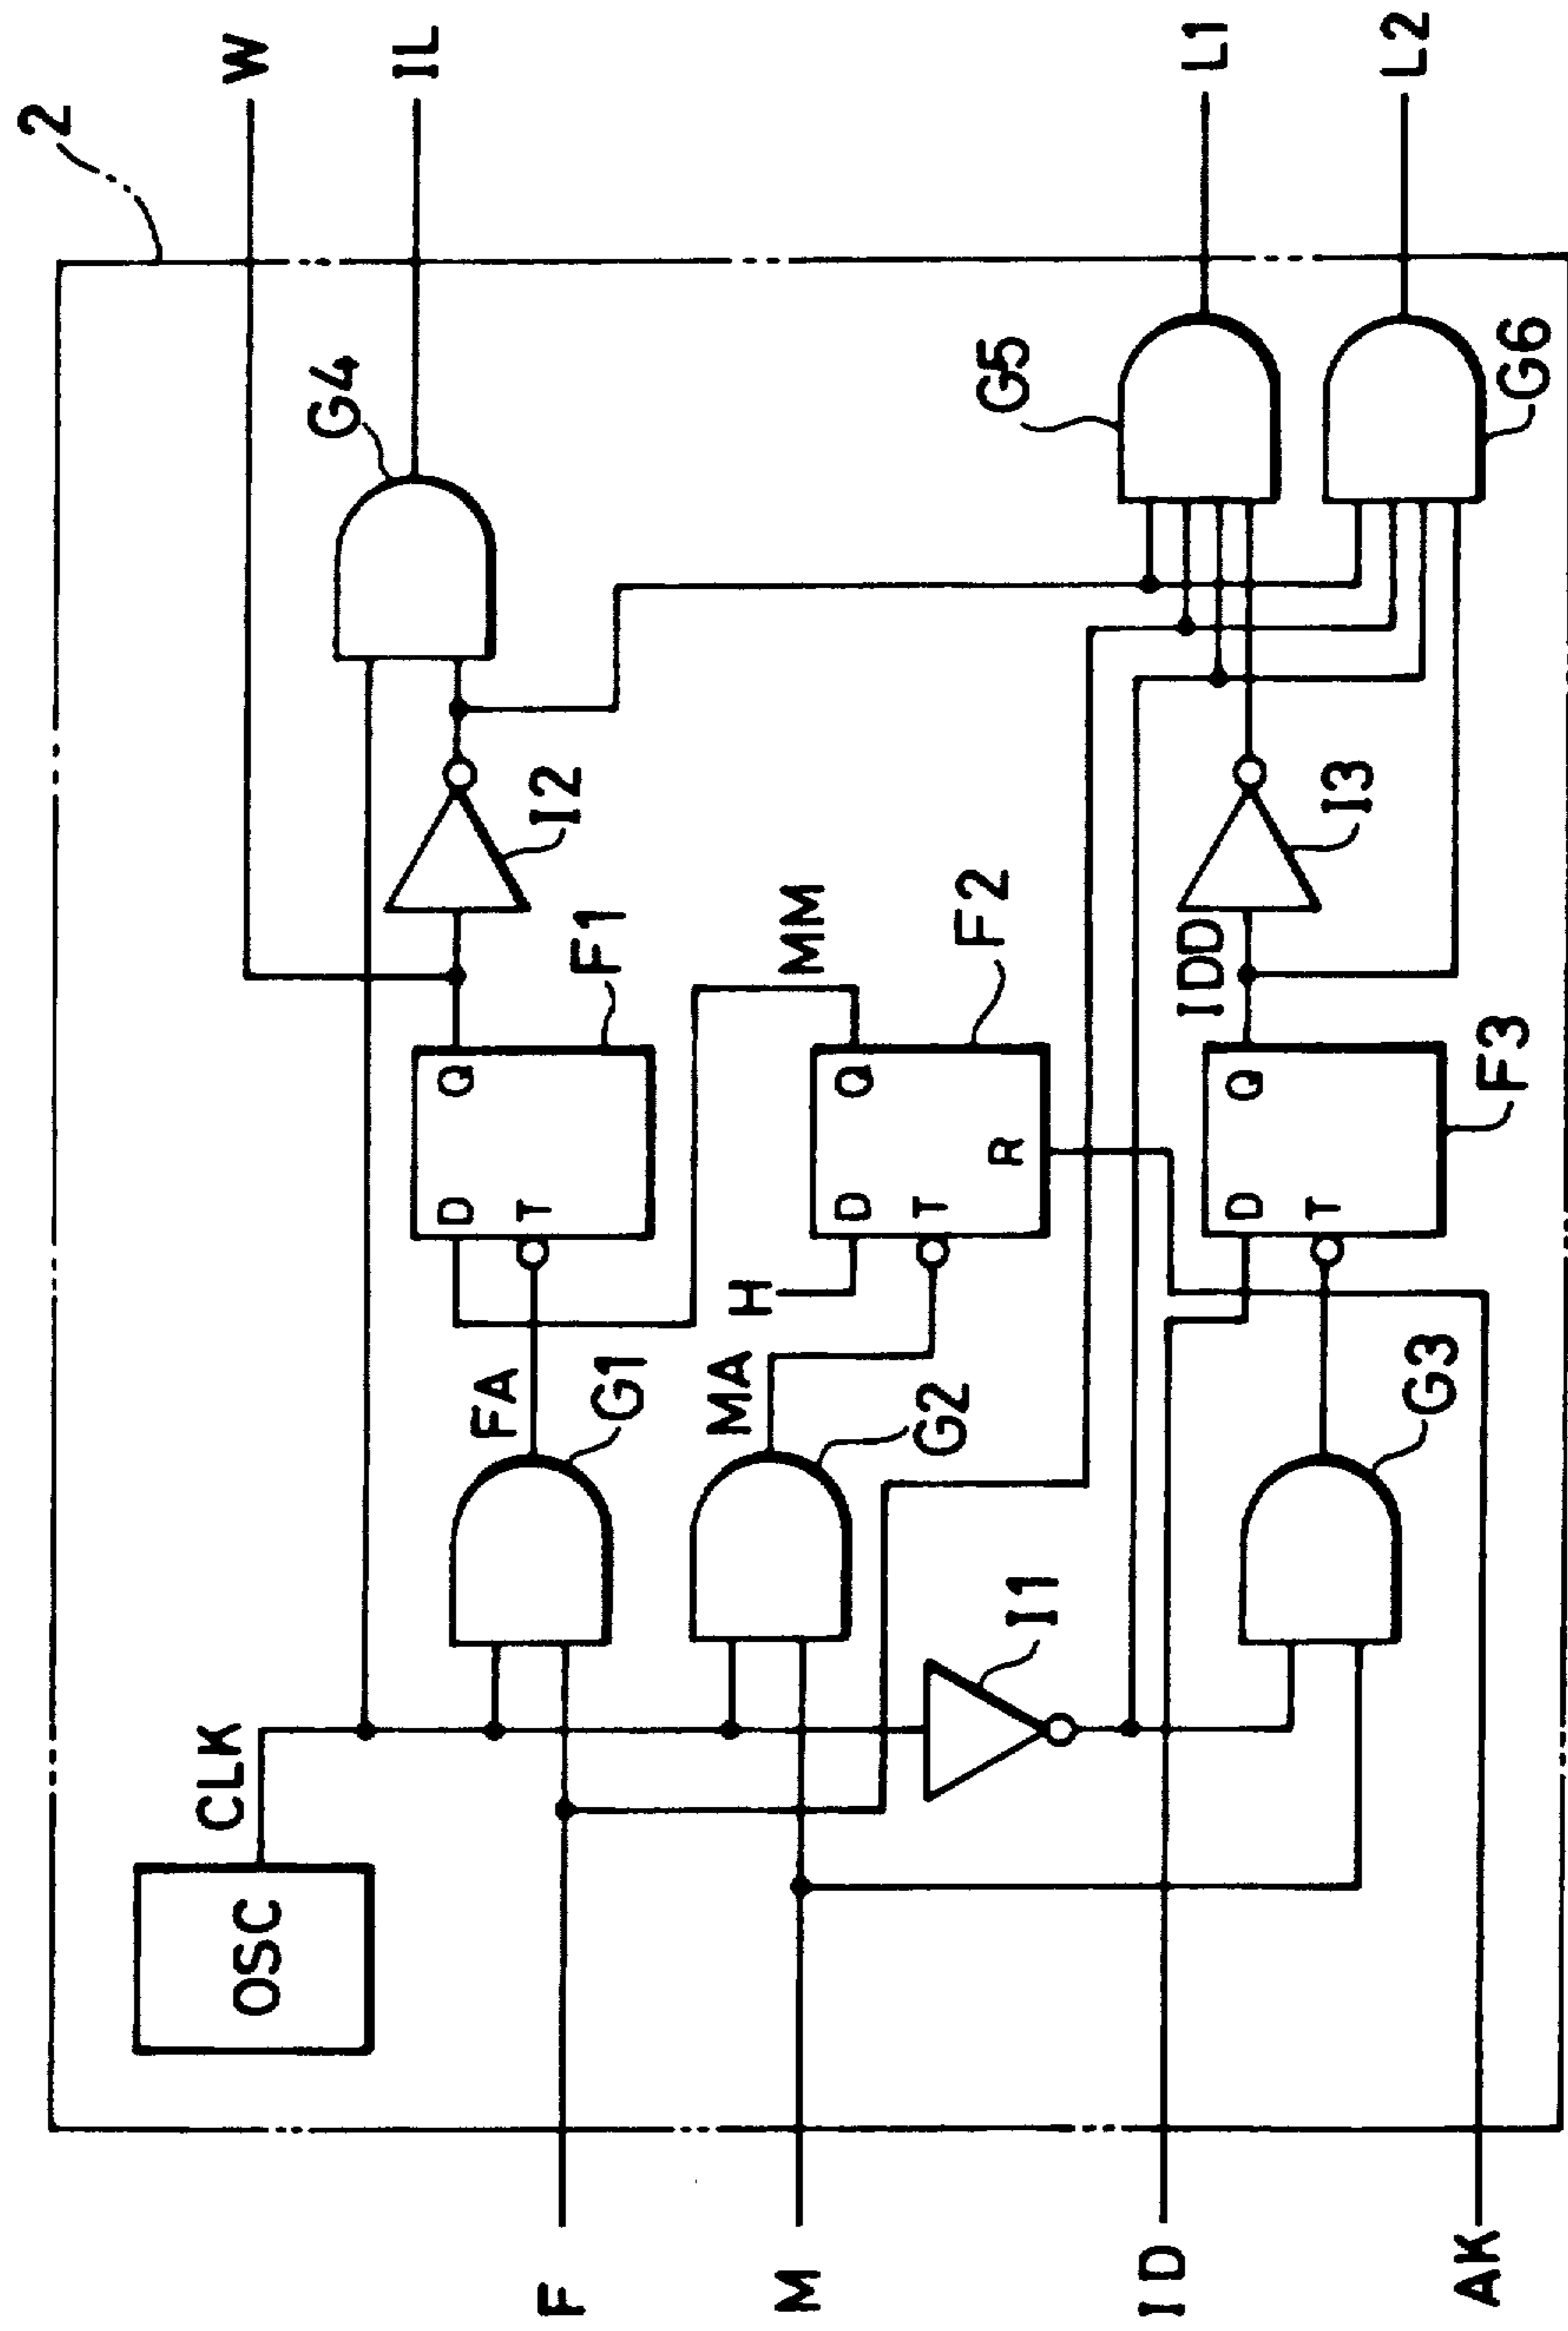 2
W
IL
G4
CLK
OSC
I2
F1
Q
D
T
FA
G1
F
MM
F2
Q
D
T
R
H
MA
G2
M
I1
G5
L1
L2
G6
I3
IDD
Q
D
T
F3
G3
ID
AK